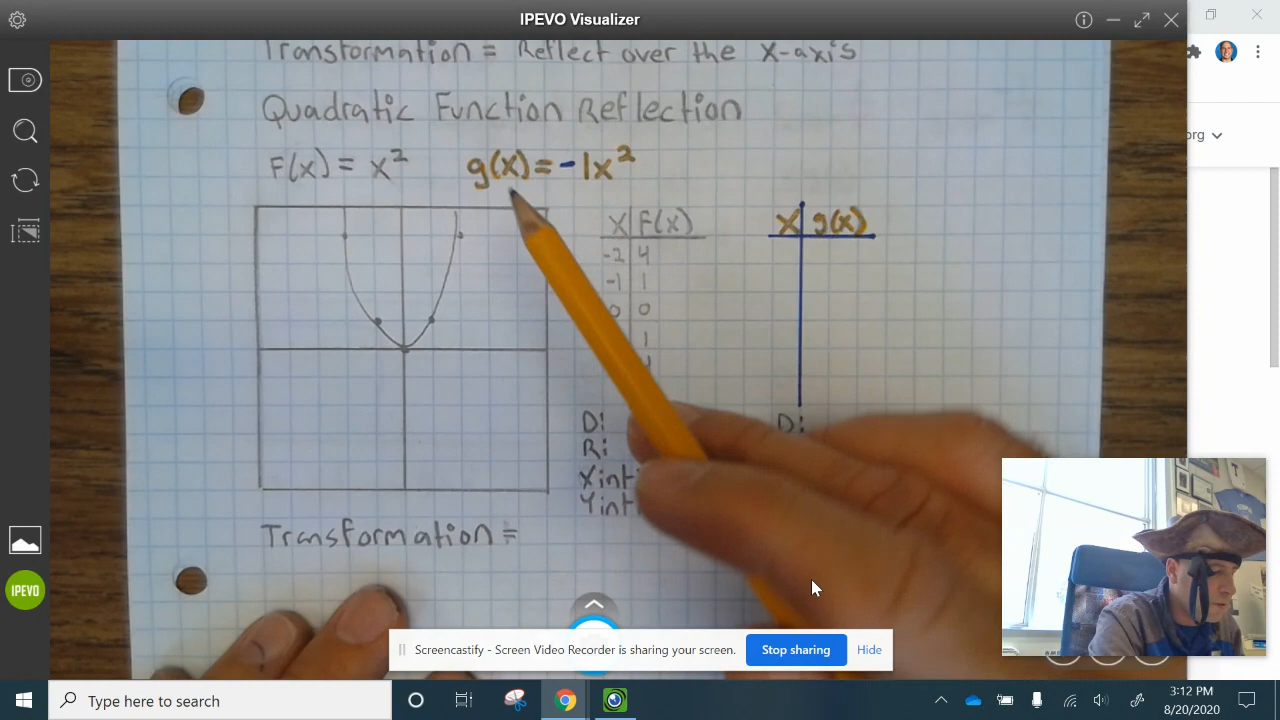 IPEVO Visualizer
Transformation = Reflect over the X-axis
Quadratic Function Reflection
F(x) = x² g(x) = -1x²
org
X F(x) X g(x)
-2 4
-1 1
0 0
1
4
D: D:
R:
Xint:
Yint
Transformation =
IPEVO
Screencastify - Screen Video Recorder is sharing your screen. Stop sharing Hide
Type here to search
3:12 PM
8/20/2020